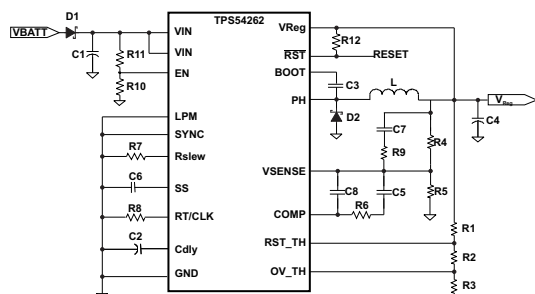 TPS54262
VBATT
D1
C1
R11
R10
VIN
VIN
EN
LPM
SYNC
R7
Rslew
C6
SS
R8
RT/CLK
C2
Cdly
GND
VReg
R12
RST
RESET
BOOT
C3
PH
L
VReg
D2
C4
C7
R4
R9
VSENSE
C8
C5
R5
R6
COMP
R1
RST_TH
R2
OV_TH
R3